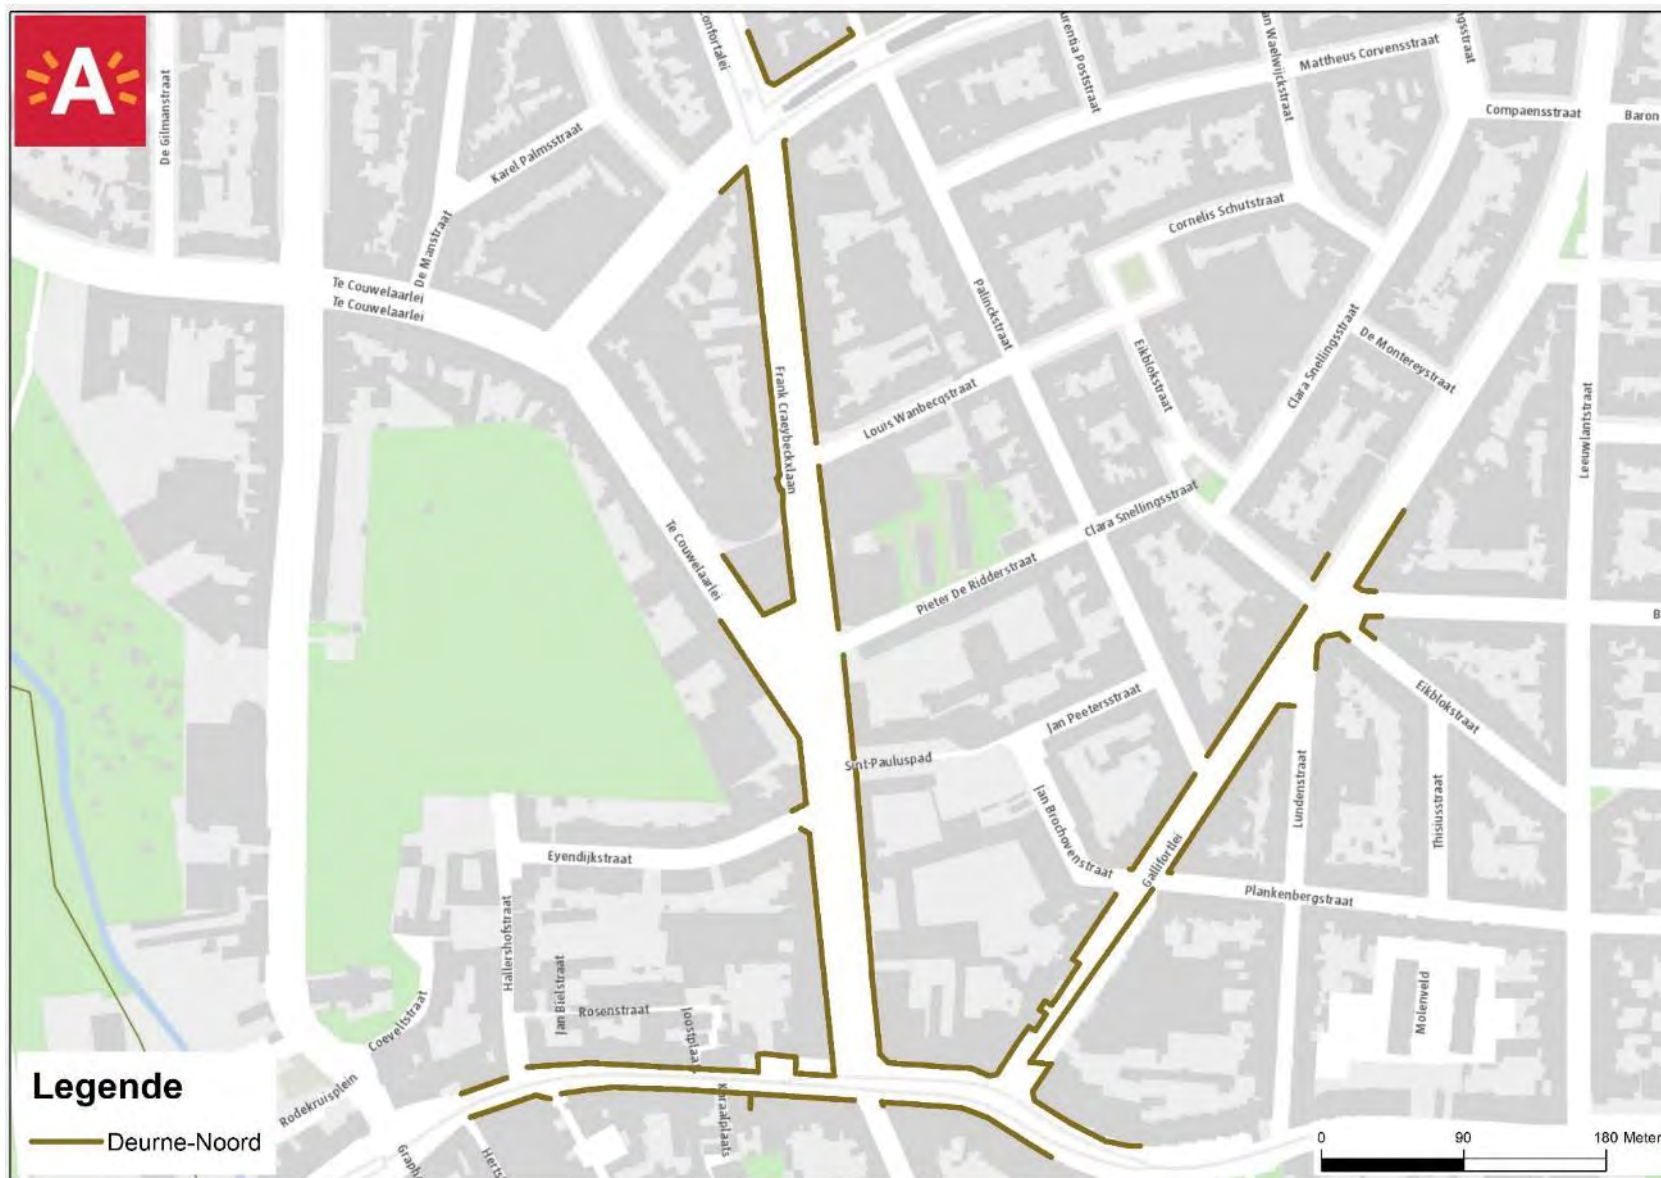 A
De Gilmanstraat
Confortalei
Karel Palmsstraat
De Manstraat
Te Couwelaarlei
Te Couwelaarlei
Mattheus Corvensstraat
Compaensstraat
Baron
Cornelis Schutstraat
Palinckstraat
Eikblokstraat
Clara Snellingsstraat
De Montereystraat
Leeuwlantstraat
Frank Craeybeckxlaan
Louis Wanbecqstraat
Te Couwelaarlei
Clara Snellingsstraat
Pieter De Ridderstraat
Jan Peetersstraat
Sint-Pauluspad
Eikblokstraat
Jan Brochovenstraat
Gallifortlei
Lundenstraat
Thisiusstraat
Plankenbergstraat
Eyendijkstraat
Hallershofstraat
Jan Bielstraat
Rosenstraat
Joostplaat
Coeveltstraat
Molenveld
Rodekruisplein
Legende
Deurne-Noord
0 90 180 Meter